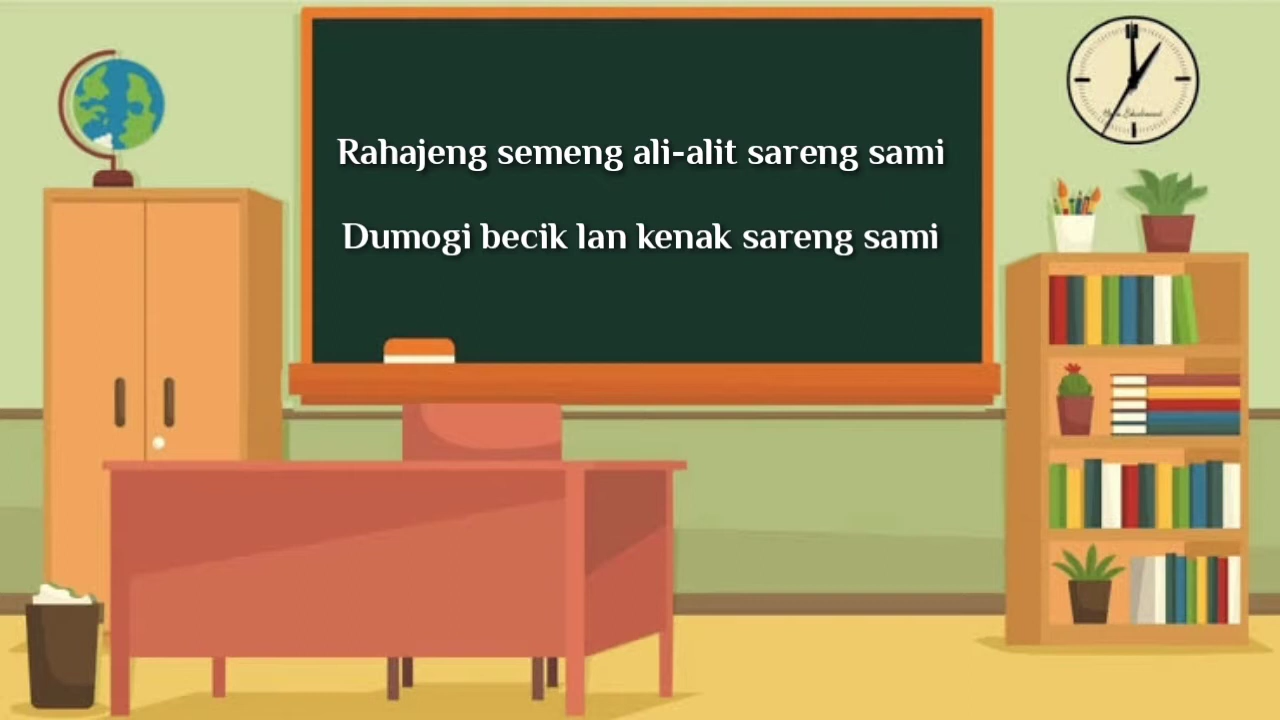 Rahajeng semeng ali-alit sareng sami
Dumogi becik lan kenak sareng sami